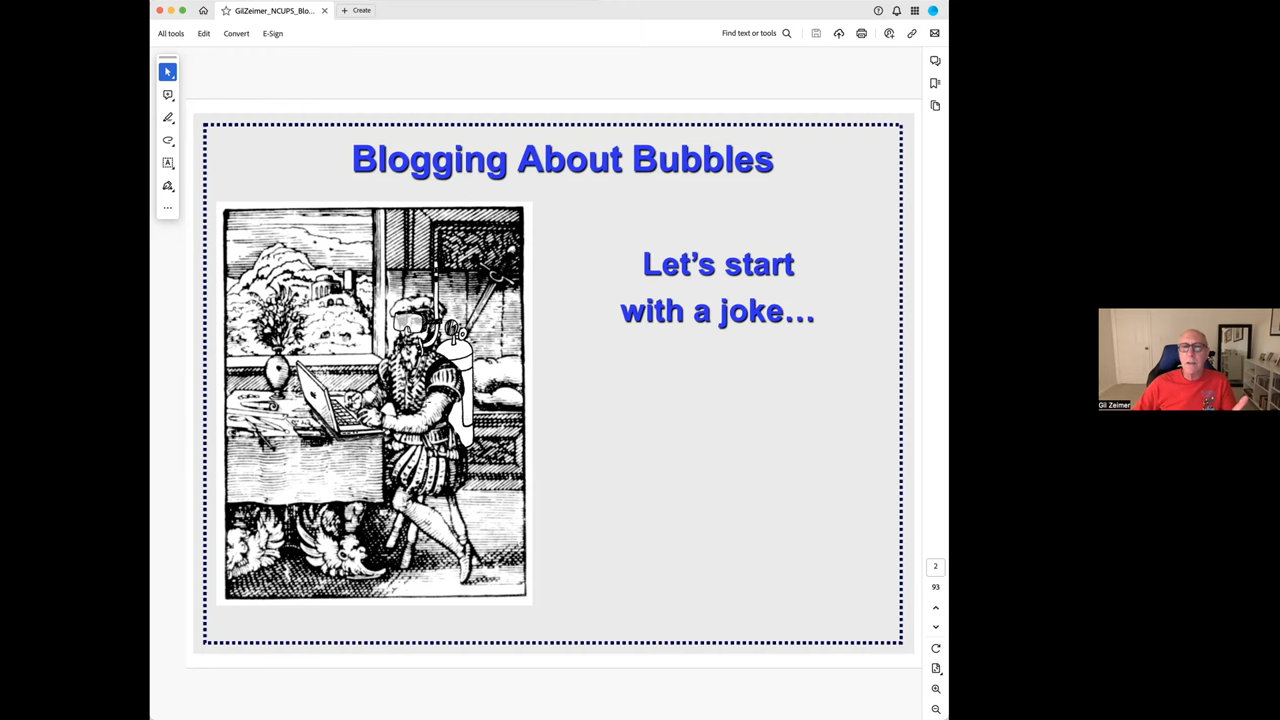 GilZeimer_NCUPS_Blo...
Create
All tools
Edit
Convert
E-Sign
Find text or tools
Blogging About Bubbles
Let's start
with a joke...
2
93
Gil Zeimer